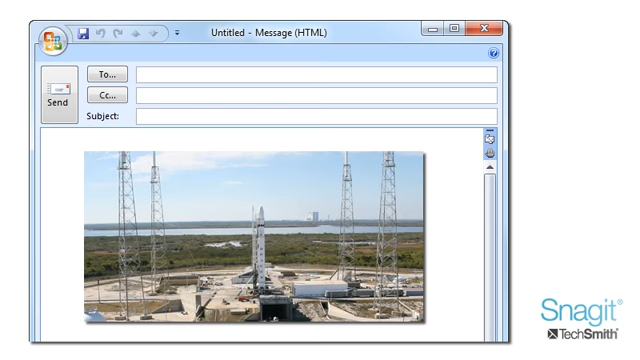 Untitled - Message (HTML)
To...
Send
Cc...
Subject:
Snagit®
TechSmith